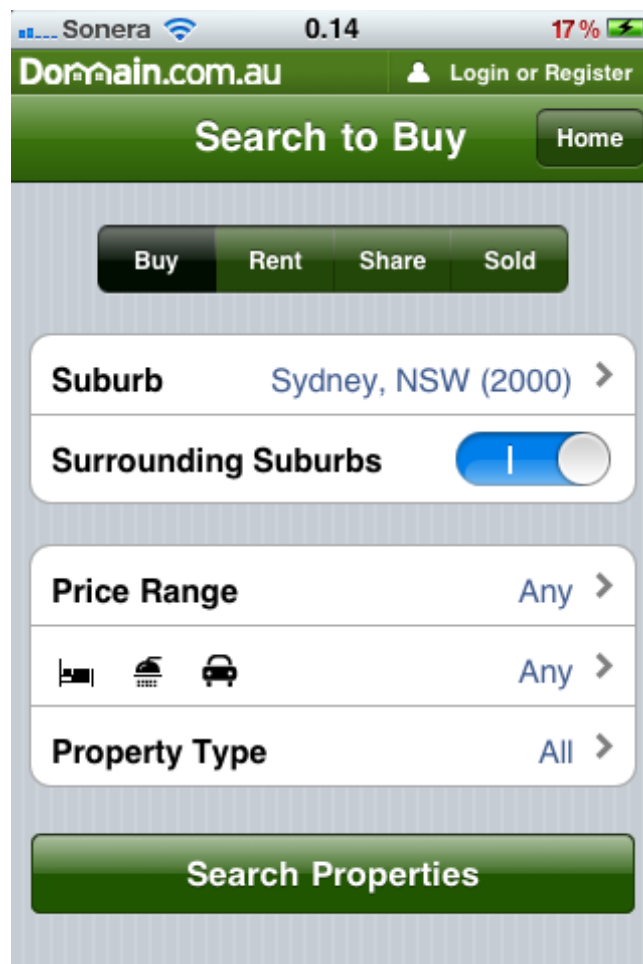 Sonera 0.14 17 %
Domain.com.au Login or Register
Search to Buy Home
Buy Rent Share Sold
Suburb Sydney, NSW (2000)
Surrounding Suburbs
Price Range Any
Any
Property Type All
Search Properties